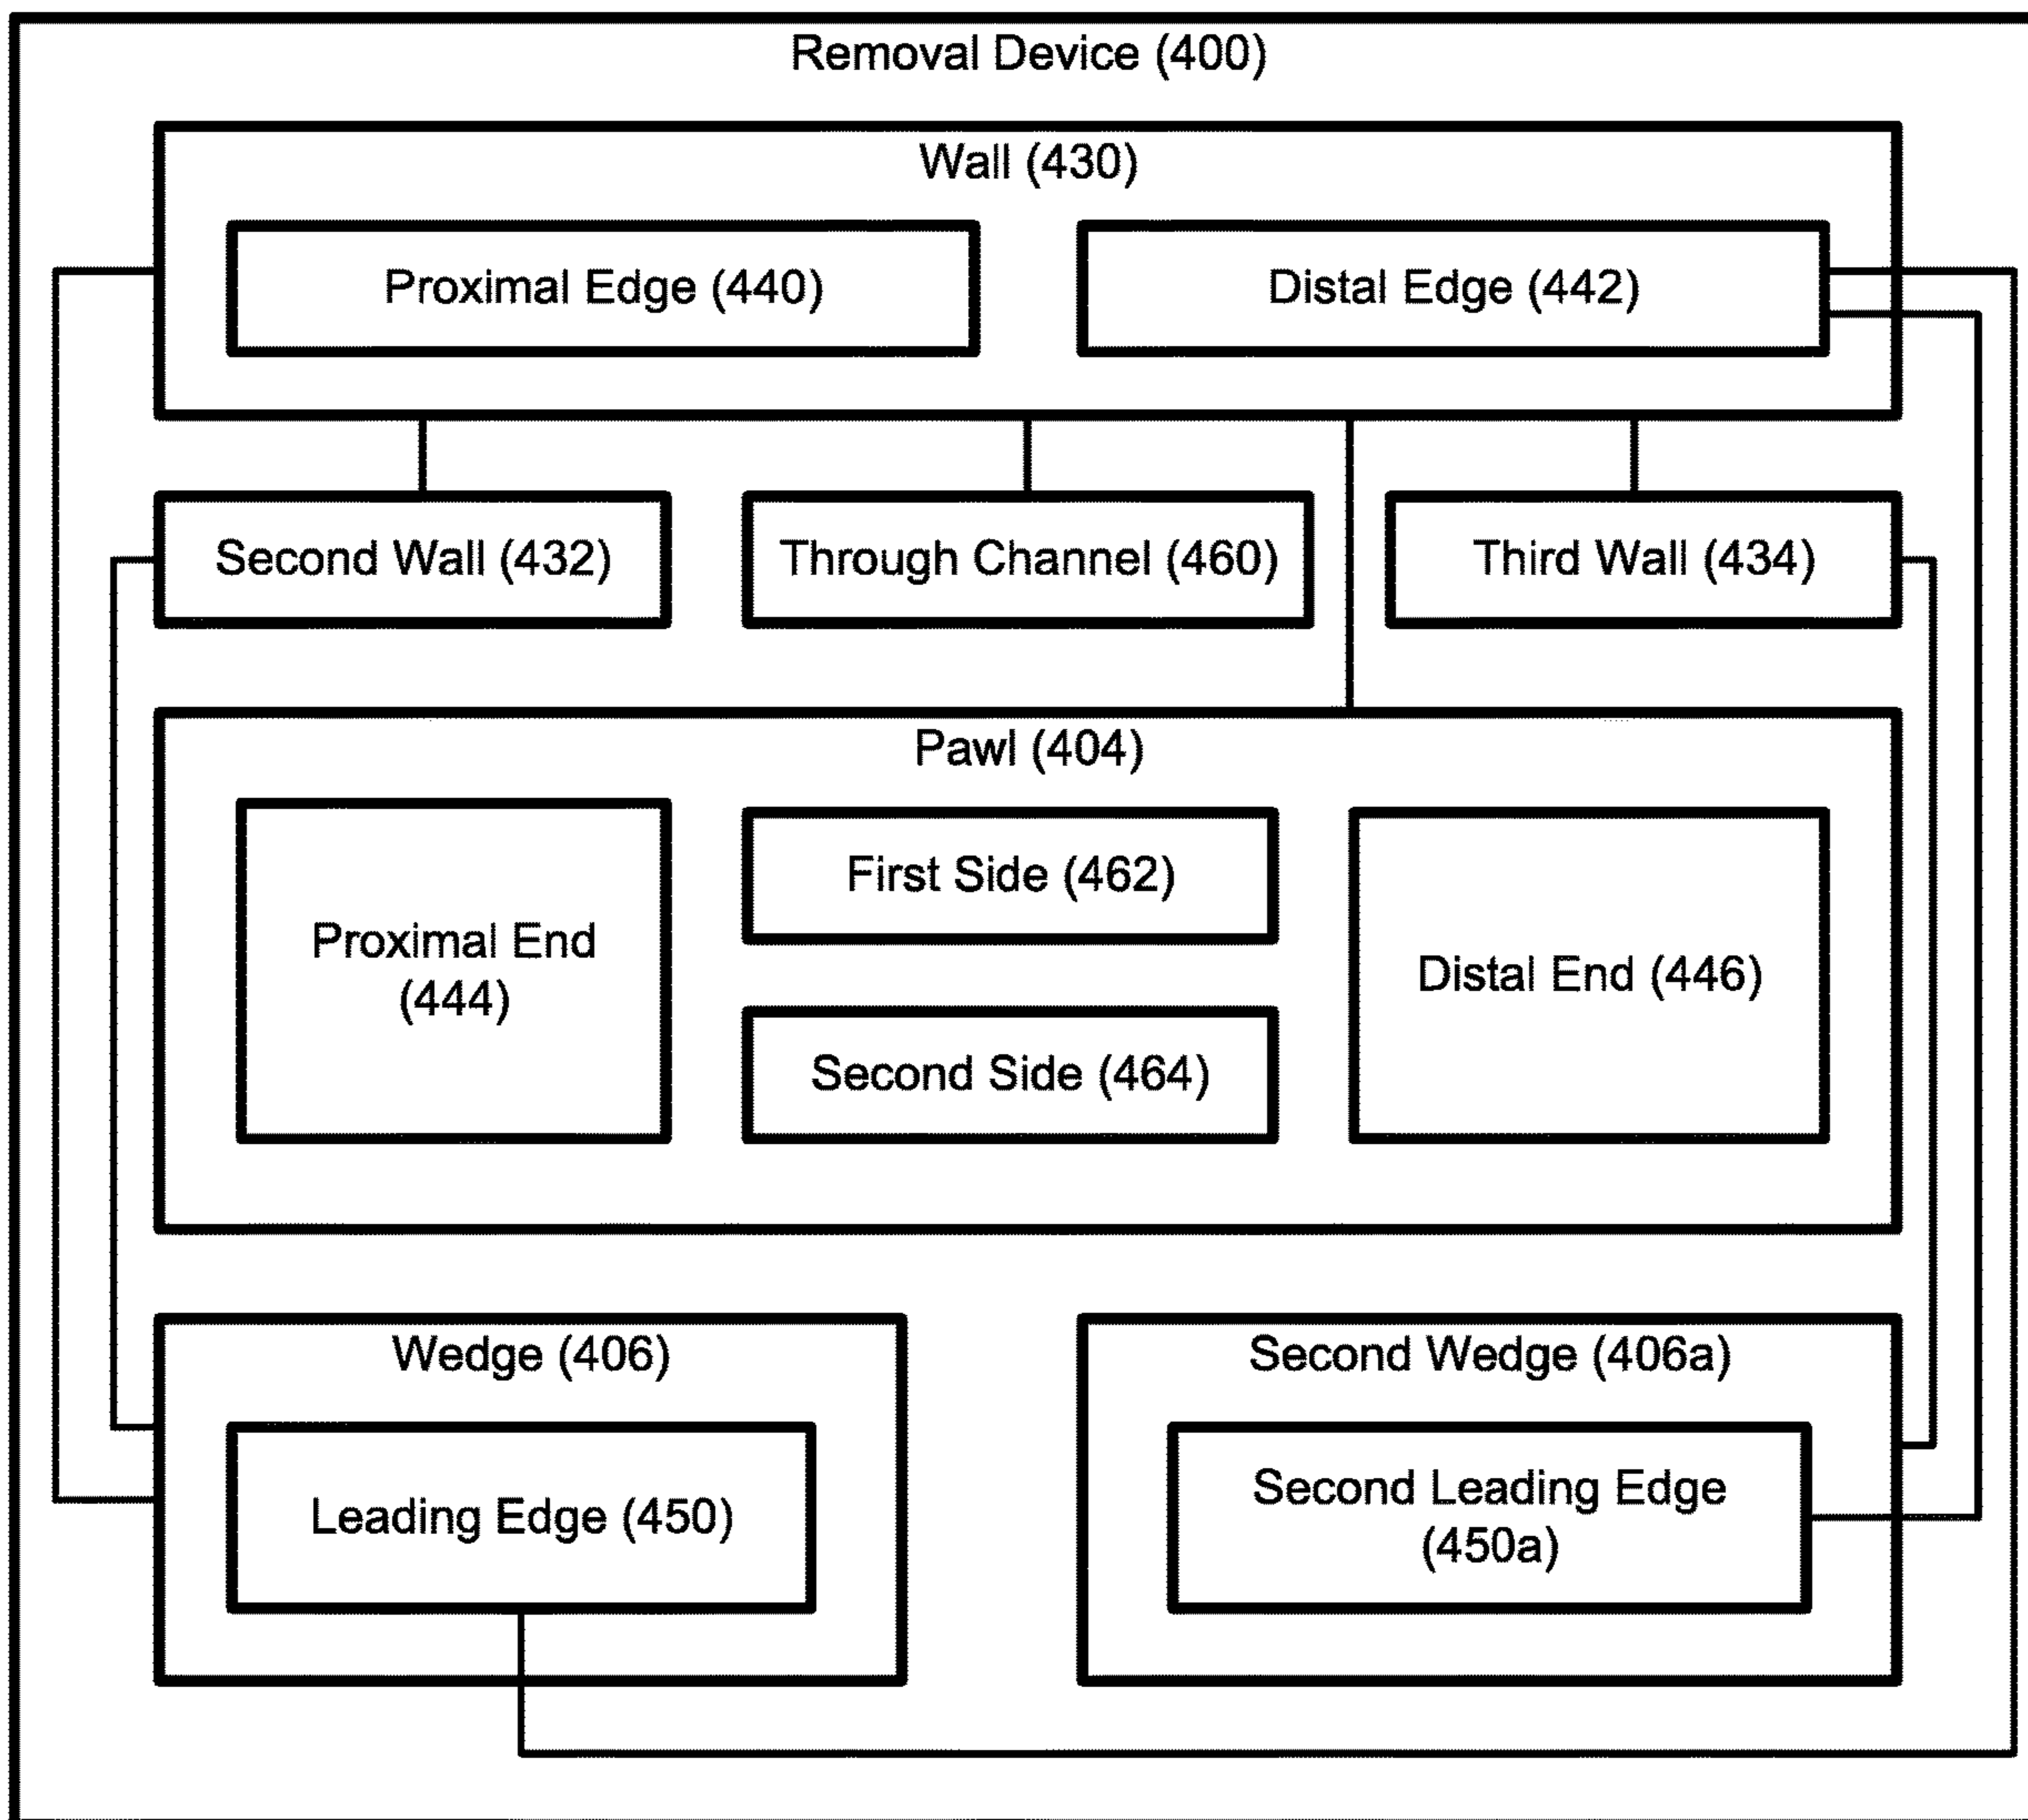 Removal Device (400)
Wall (430)
Proximal Edge (440)
Distal Edge (442)
Second Wall (432)
Through Channel (460)
Third Wall (434)
Pawl (404)
Proximal End
(444)
First Side (462)
Second Side (464)
Distal End (446)
Wedge (406)
Leading Edge (450)
Second Wedge (406a)
Second Leading Edge
(450a)